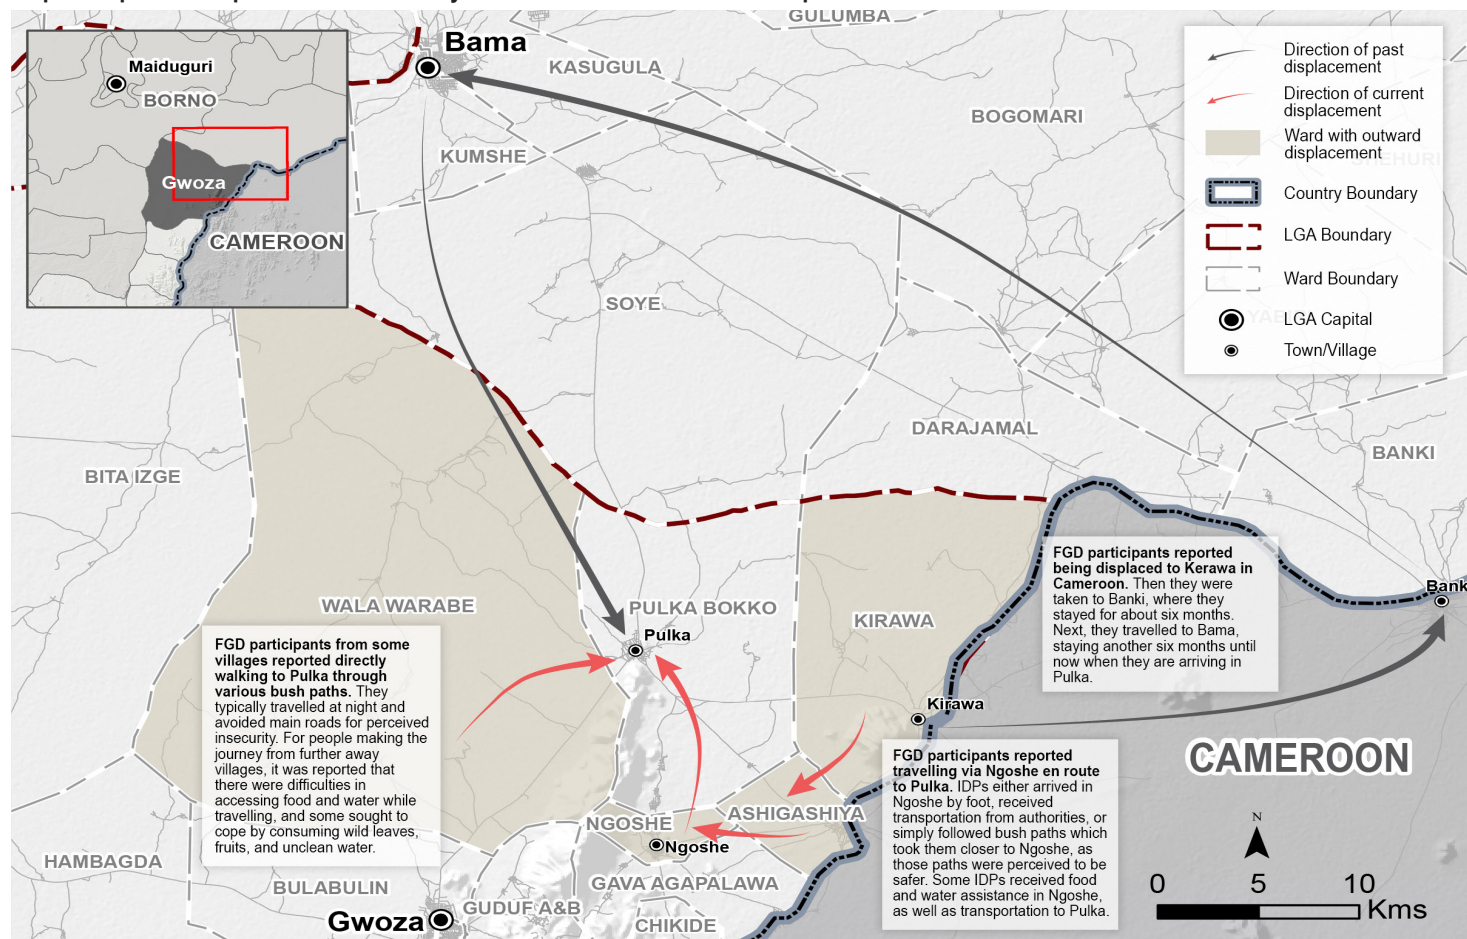 GULUMBA
Bama
KASUGULA
BOGOMARI
KUMSHE
SOYE
DARAJAMAL
BANKI
BITA IZGE
WALA WARABE
PULKA BOKKO
Pulka
KIRAWA
Kirawa
Bank
CAMEROON
NGOSHE
Ngoshe
ASHIGASHIYA
HAMBAGDA
BULABULIN
GAVA AGAPALAWA
GUDUF A&B
CHIKIDE
Gwoza
Maiduguri
BORNO
Gwoza
CAMEROON
Direction of past
displacement
Direction of current
displacement
Ward with outward
displacement
SHEHURI
Country Boundary
LGA Boundary
Ward Boundary
LGA Capital
Town/Village
FGD participants from some
villages reported directly
walking to Pulka through
various bush paths. They
typically travelled at night and
avoided main roads for perceived
insecurity. For people making the
journey from further away
villages, it was reported that
there were difficulties in
accessing food and water while
travelling, and some sought to
cope by consuming wild leaves,
fruits, and unclean water.
FGD participants reported
being displaced to Kerawa in
Cameroon. Then they were
taken to Banki, where they
stayed for about six months.
Next, they travelled to Bama,
staying another six months until
now when they are arriving in
Pulka.
FGD participants reported
travelling via Ngoshe en route
to Pulka. IDPs either arrived in
Ngoshe by foot, received
transportation from authorities, or
simply followed bush paths which
took them closer to Ngoshe, as
those paths were perceived to be
safer. Some IDPs received food
and water assistance in Ngoshe,
as well as transportation to Pulka.
N
0 5 10
Kms